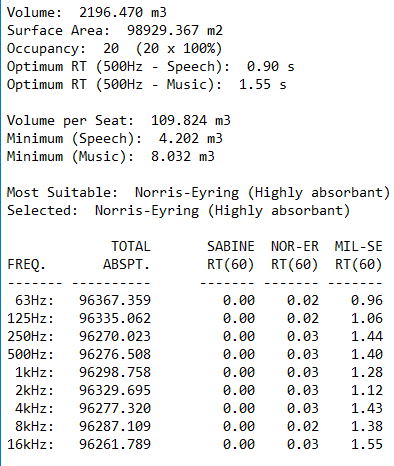 Volume:  2196.470 m3
Surface Area:  98929.367 m2
Occupancy:  20  (20 x 100%)
Optimum RT (500Hz - Speech):  0.90 s
Optimum RT (500Hz - Music):  1.55 s
Volume per Seat:  109.824 m3
Minimum (Speech):  4.202 m3
Minimum (Music):  8.032 m3
Most Suitable:  Norris-Eyring (Highly absorbant)
Selected:  Norris-Eyring (Highly absorbant)
TOTAL SABINE NOR-ER MIL-SE
FREQ. ABSPT. RT(60) RT(60) RT(60)
------- ---------- ------- ------- -------
63Hz: 96367.359 0.00 0.02 0.96
125Hz: 96335.062 0.00 0.02 1.06
250Hz: 96270.023 0.00 0.03 1.44
500Hz: 96276.508 0.00 0.03 1.40
1kHz: 96298.758 0.00 0.03 1.28
2kHz: 96329.695 0.00 0.03 1.12
4kHz: 96277.320 0.00 0.03 1.43
8kHz: 96287.109 0.00 0.02 1.38
16kHz: 96261.789 0.00 0.03 1.55